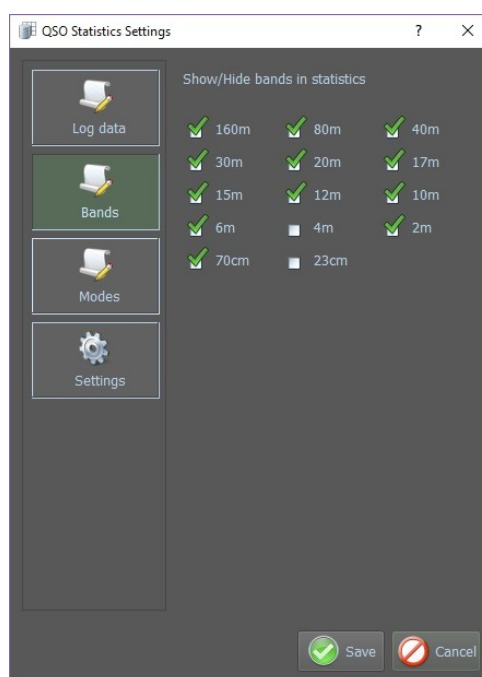 QSO Statistics Settings
?
Show/Hide bands in statistics
Log data
Bands
Modes
Settings
160m 80m 40m
30m 20m 17m
15m 12m 10m
6m 4m 2m
70cm 23cm
Save Cancel